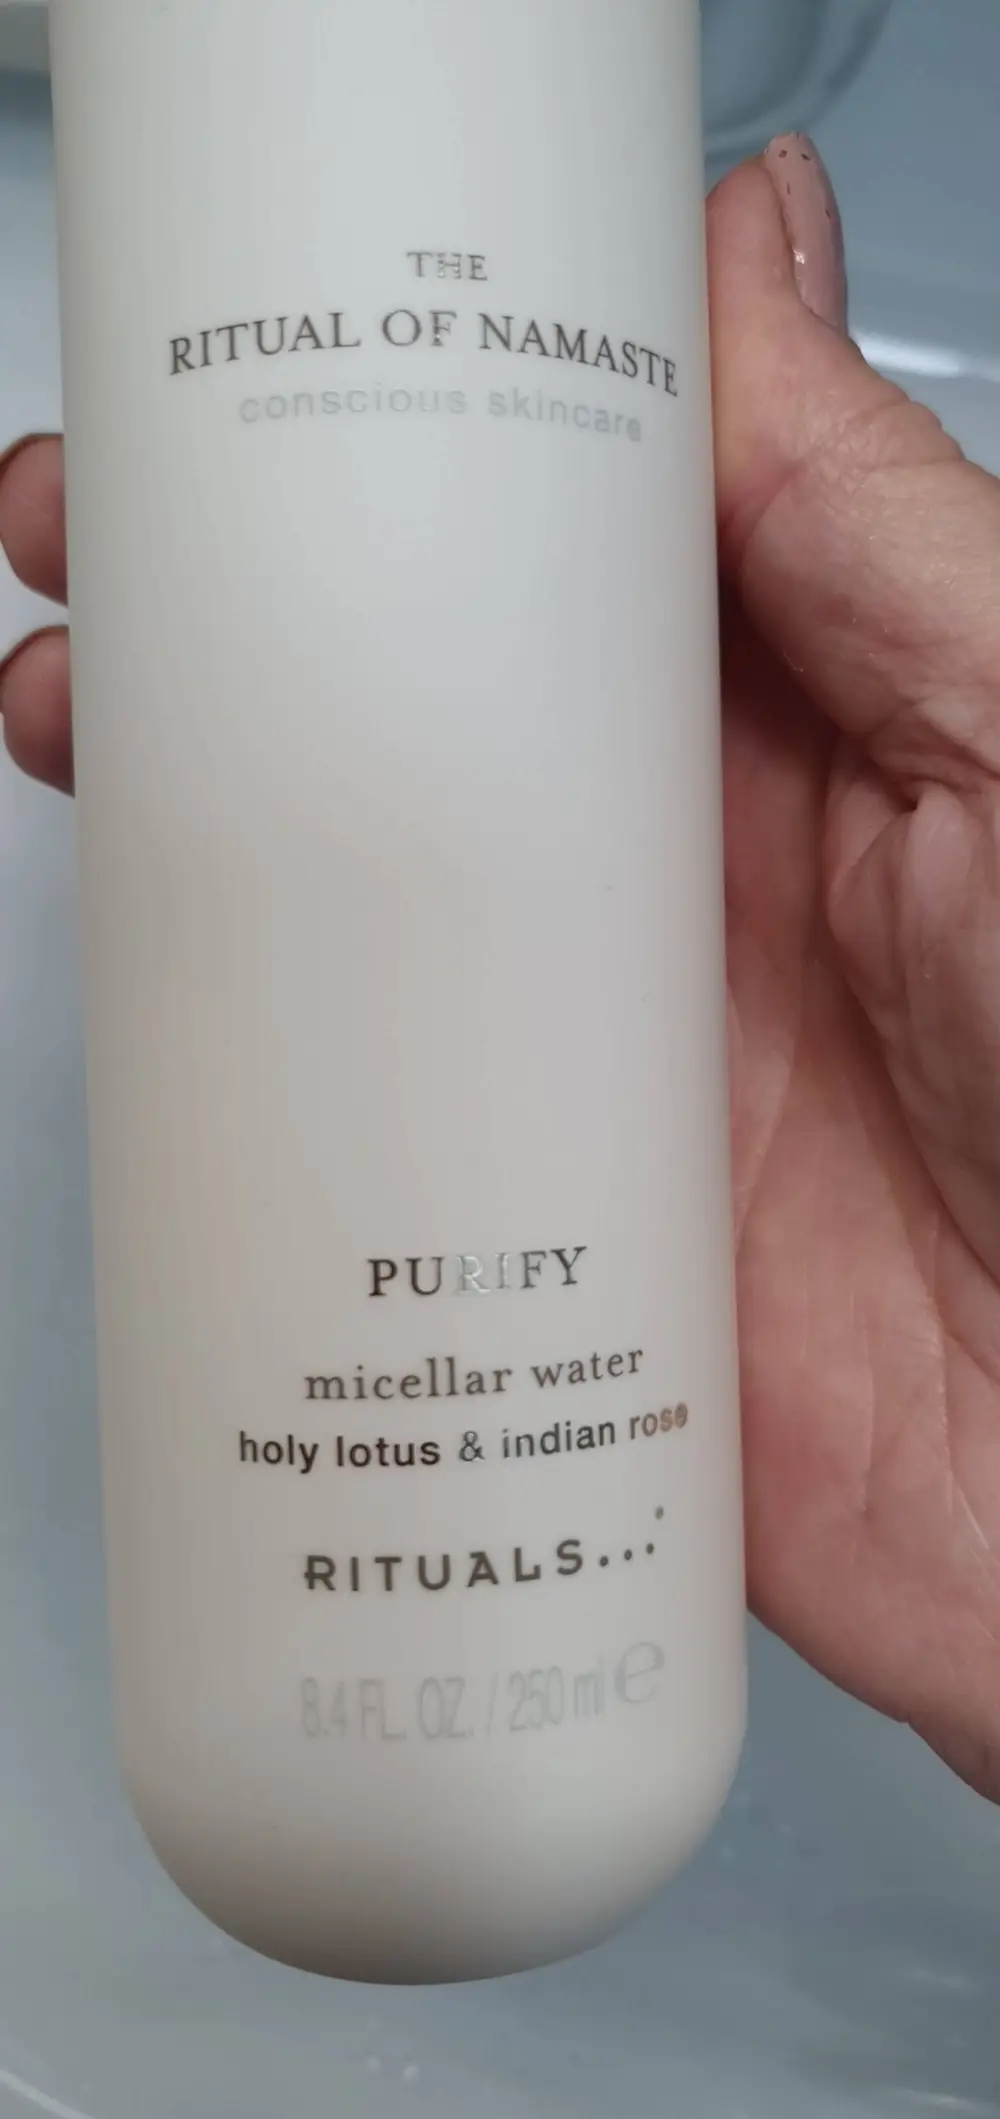 THE
RITUAL OF NAMASTE
conscious skincare
PURIFY
micellar water
holy lotus & indian rose
RITUALS...·
8.4 FL. OZ. / 250 ml e